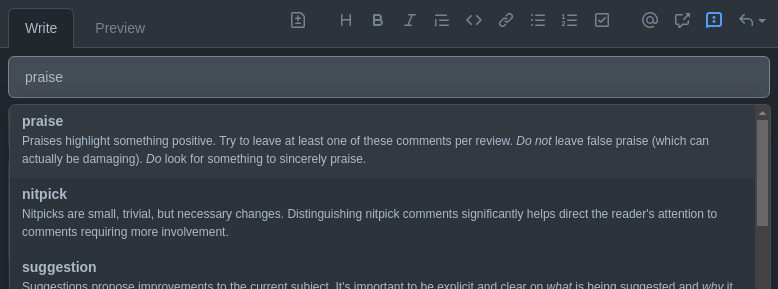 Write Preview
praise
praise
Praises highlight something positive. Try to leave at least one of these comments per review. Do not leave false praise (which can
actually be damaging). Do look for something to sincerely praise.
nitpick
Nitpicks are small, trivial, but necessary changes. Distinguishing nitpick comments significantly helps direct the reader's attention to
comments requiring more involvement.
suggestion
Suggestions propose improvements to the current subject. It's important to be explicit and clear on what is being suggested and why it